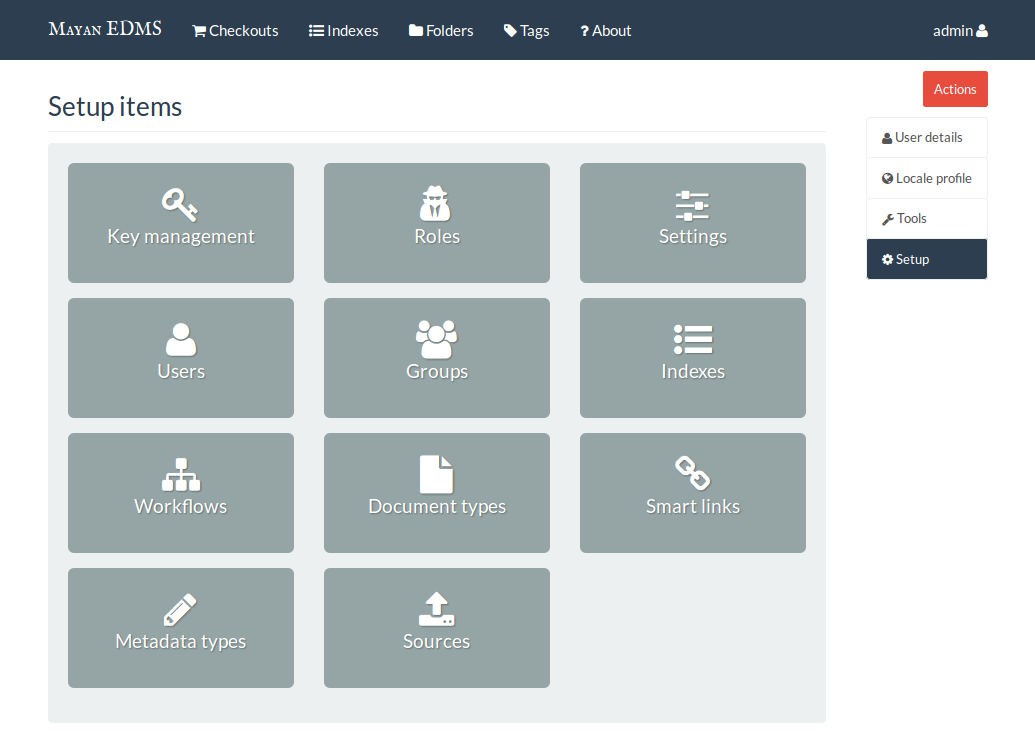 Mayan EDMS Checkouts Indexes Folders Tags ? About admin
Actions
Setup items
User details
Locale profile
Tools
Setup
Key management Roles Settings
Users Groups Indexes
Workflows Document types Smart links
Metadata types Sources